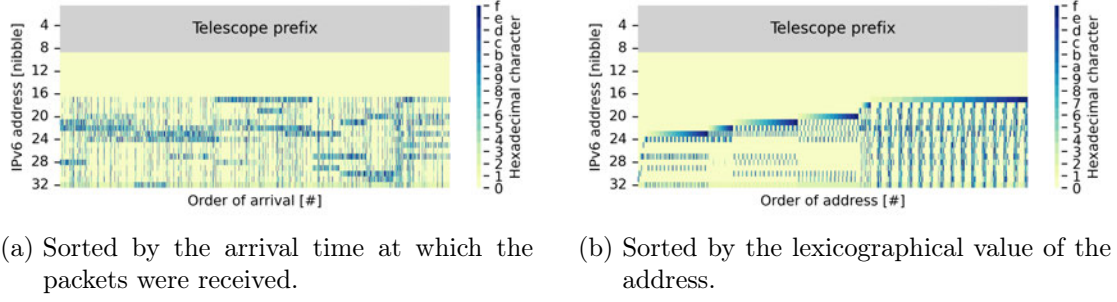 Telescope prefix
4
8
12
16
20
24
28
32
IPv6 address [nibble]
Order of arrival [#]
f
e
d
c
b
a
9
8
7
6
5
4
3
2
1
0
Hexadecimal character
Telescope prefix
4
8
12
16
20
24
28
32
IPv6 address [nibble]
Order of address [#]
f
e
d
c
b
a
9
8
7
6
5
4
3
2
1
0
Hexadecimal character
(a) Sorted by the arrival time at which the
packets were received.
(b) Sorted by the lexicographical value of the
address.